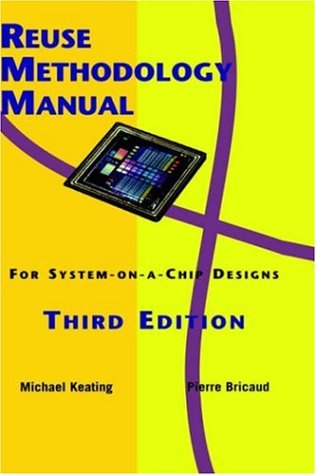 REUSE
METHODOLOGY
MANUAL
FOR SYSTEM-ON-A-CHIP DESIGNS
THIRD EDITION
Michael Keating Pierre Bricaud